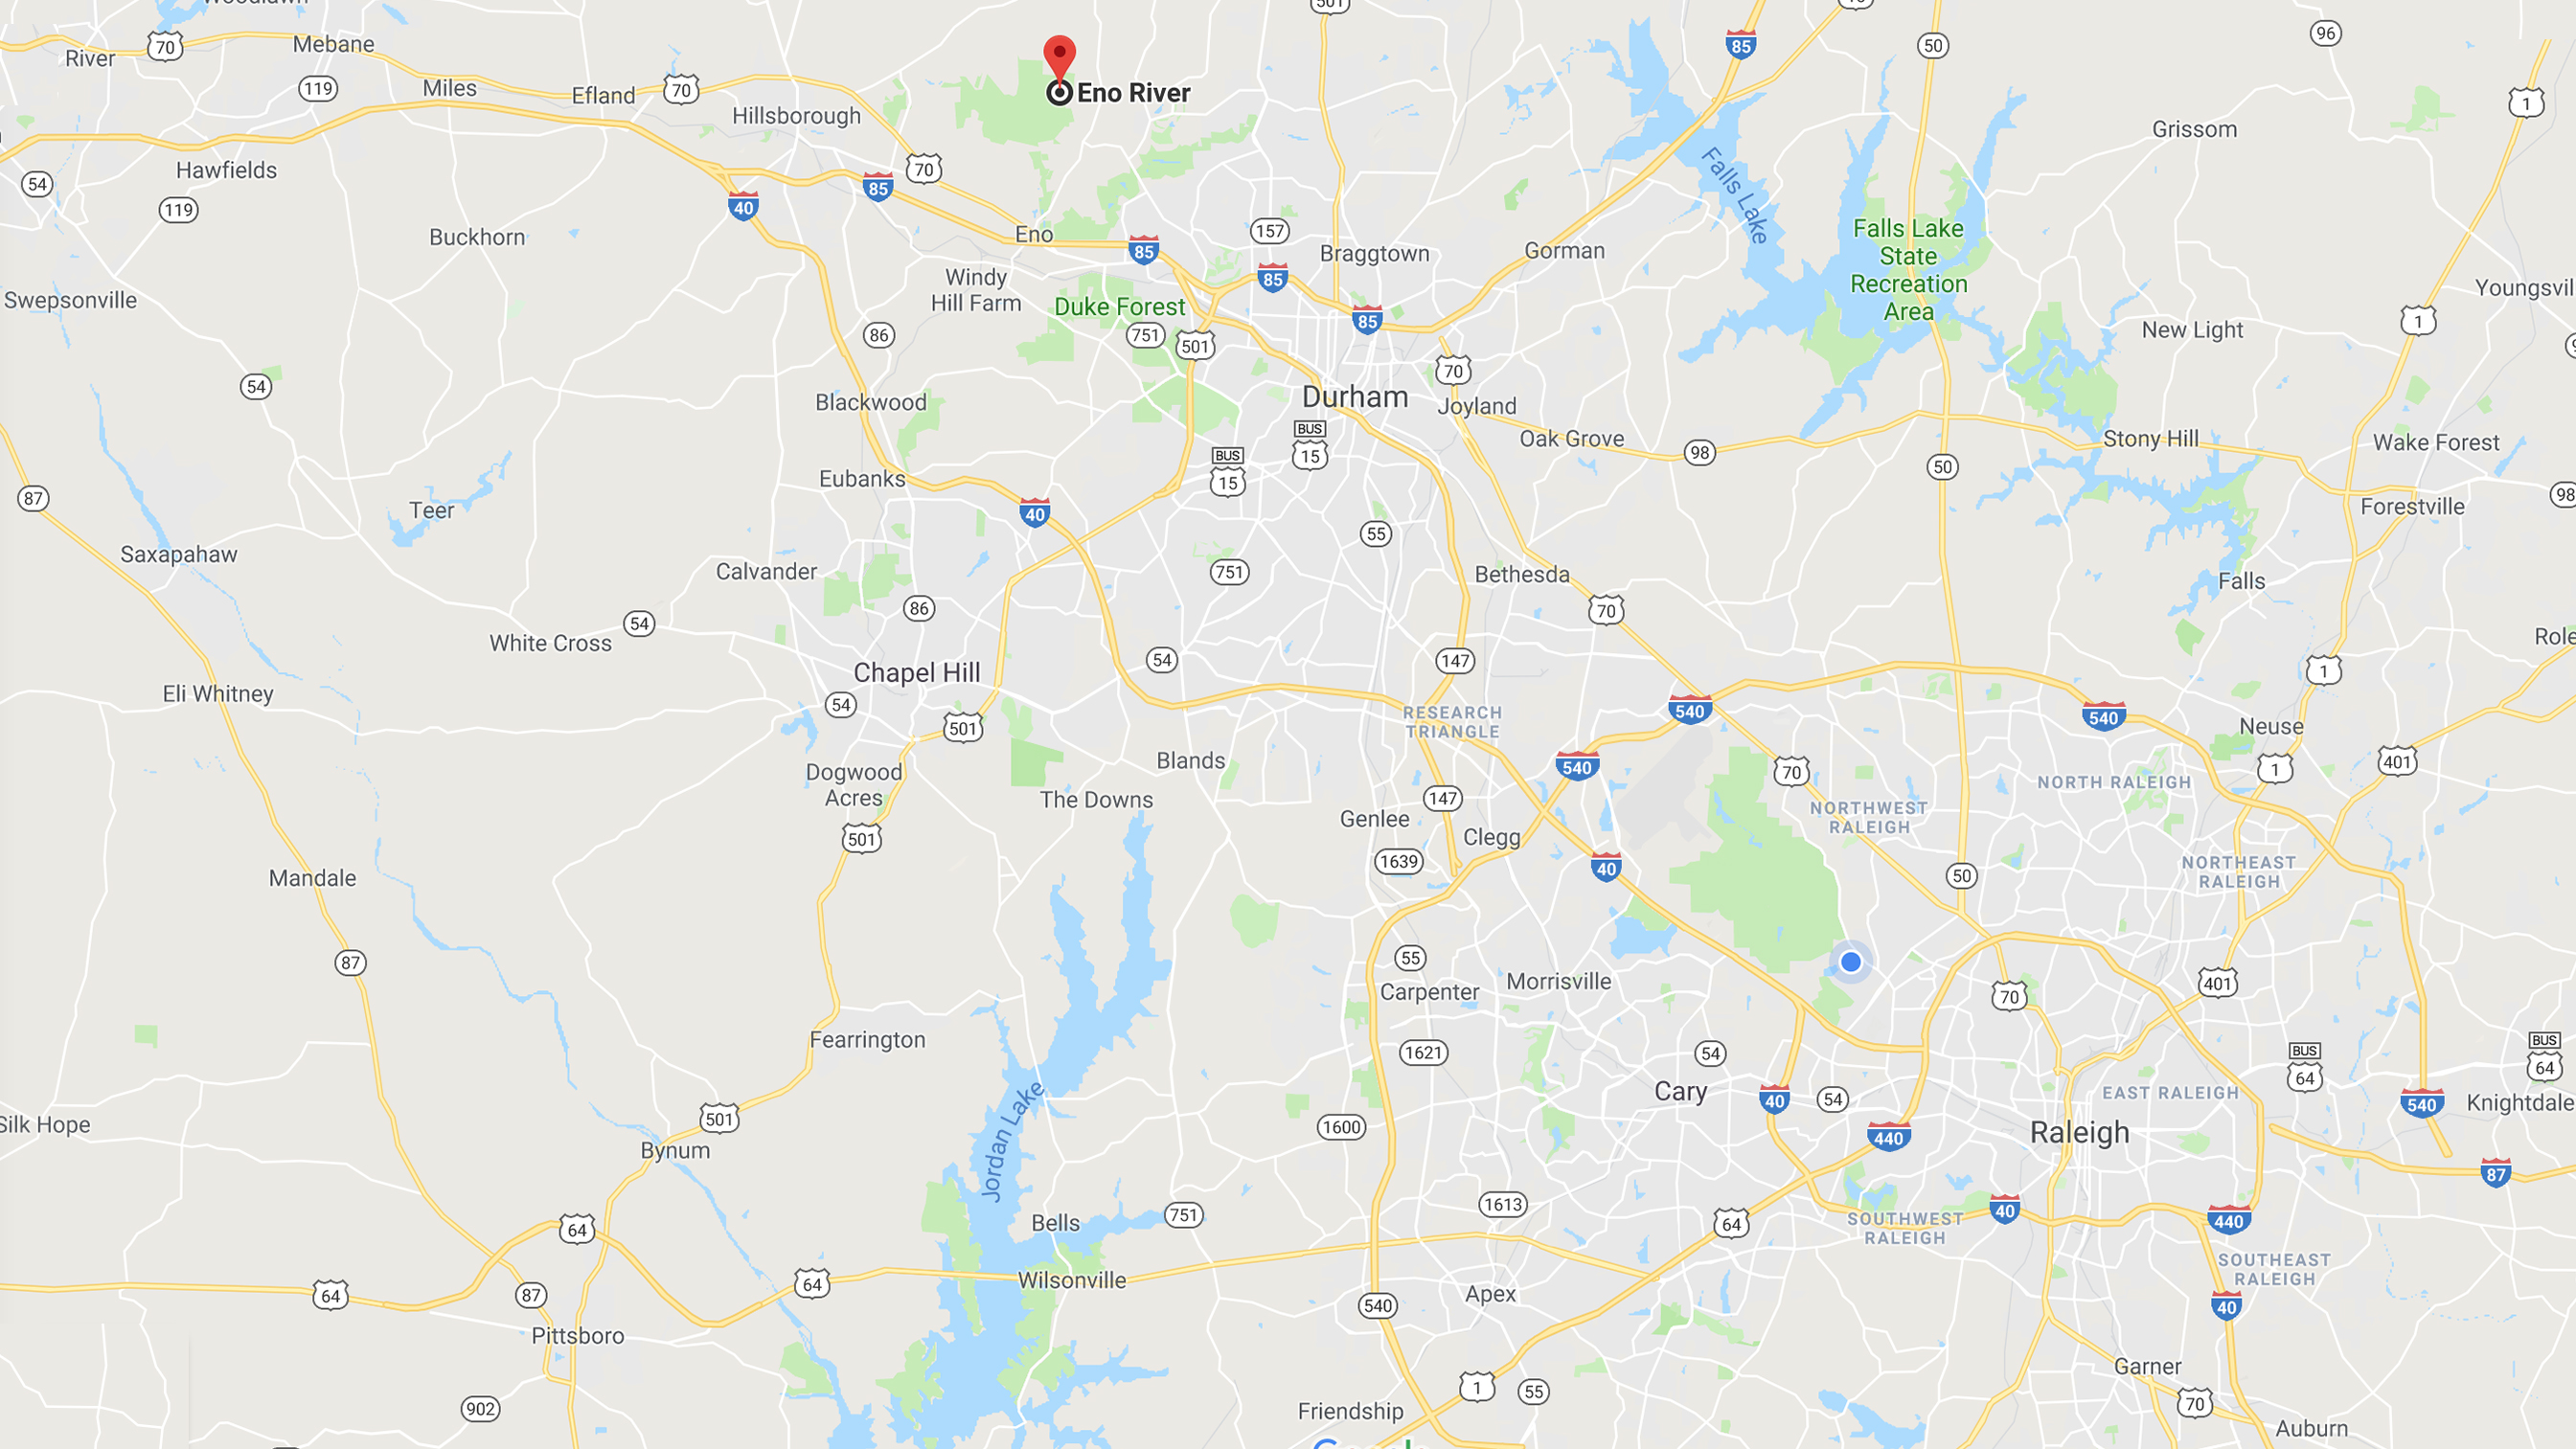 501
Woodlawn
River
70
Mebane
119
Miles
Efland
70
Hillsborough
Eno River
85
50
96
1
Grissom
54
Hawfields
119
40
85
70
Buckhorn
Eno
85
157
Braggtown
Gorman
Falls Lake
Falls Lake
State
Recreation
Area
Swepsonville
Windy
Hill Farm
Duke Forest
751
501
85
85
86
New Light
1
Youngsvil
54
Blackwood
Durham
70
Joyland
Oak Grove
98
50
Stony Hill
Wake Forest
BUS
15
BUS
15
87
Teer
Eubanks
40
55
Forestville
98
Saxapahaw
Calvander
751
Bethesda
Falls
86
70
54
White Cross
Chapel Hill
54
147
Role
1
Eli Whitney
54
501
RESEARCH
TRIANGLE
540
540
Neuse
Dogwood
Acres
Blands
540
70
NORTH RALEIGH
1
401
The Downs
147
NORTHWEST
RALEIGH
501
Genlee
Clegg
1639
40
50
NORTHEAST
RALEIGH
Mandale
87
55
Carpenter
Morrisville
70
401
Fearrington
1621
54
BUS
64
BUS
64
Jordan Lake
Cary
40
54
EAST RALEIGH
540
Knightdale
Silk Hope
501
Bynum
1600
440
Raleigh
87
64
Bells
751
1613
64
SOUTHWEST
RALEIGH
40
440
64
87
64
Wilsonville
Apex
540
SOUTHEAST
RALEIGH
40
Pittsboro
902
1
55
Garner
70
Friendship
Auburn